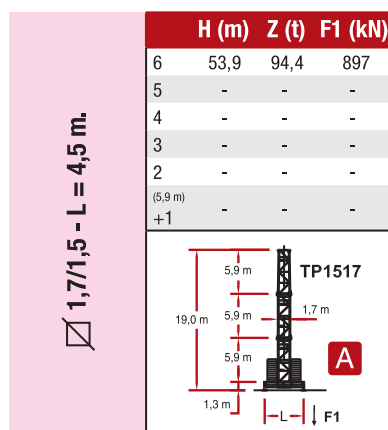 1,7/1,5 - L = 4,5 m.
H (m) Z (t) F1 (kN)
6 53,9 94,4 897
5 - - -
4 - - -
3 - - -
2 - - -
(5,9 m)
+1 - - -
5,9 m
TP1517
19,0 m
5,9 m
1,7 m
5,9 m
A
1,3 m
L
F1